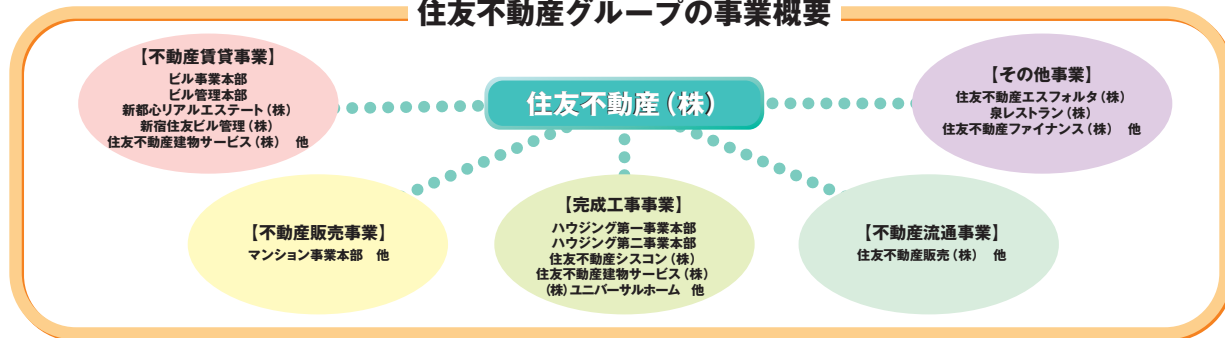 住友不動産グループの事業概要
【不動産賃貸事業】
ビル事業本部
ビル管理本部
新都心リアルエステート(株)
新宿住友ビル管理(株)
住友不動産建物サービス(株) 他
住友不動産(株)
【その他事業】
住友不動産エスフォルタ(株)
泉レストラン(株)
住友不動産ファイナンス(株) 他
【不動産販売事業】
マンション事業本部 他
【完成工事事業】
ハウジング第一事業本部
ハウジング第二事業本部
住友不動産シスコン(株)
住友不動産建物サービス(株)
(株)ユニバーサルホーム 他
【不動産流通事業】
住友不動産販売(株) 他